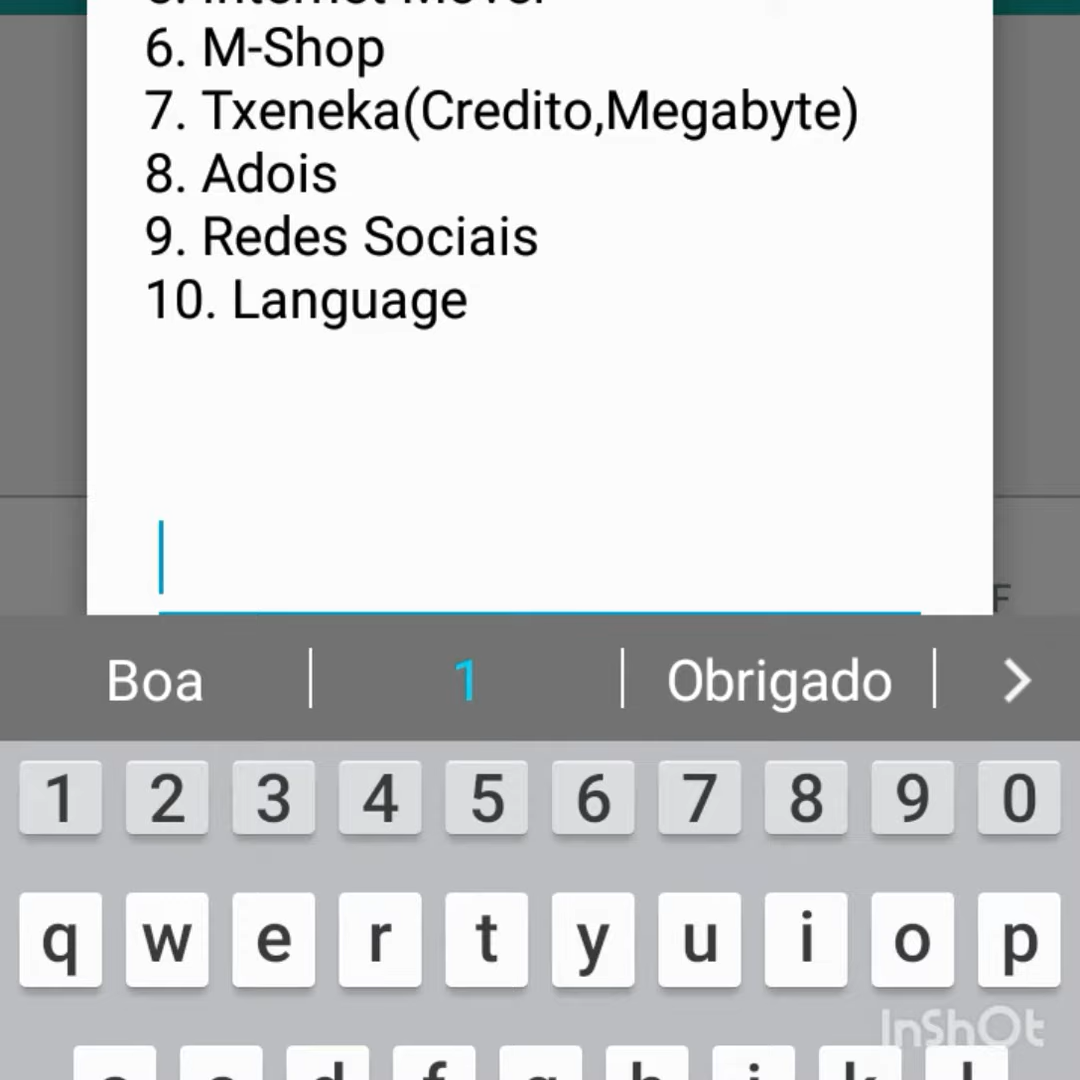 6. M-Shop
7. Txeneka(Credito,Megabyte)
8. Adois
9. Redes Sociais
10. Language
F
Boa 1 Obrigado
1 2 3 4 5 6 7 8 9 0
q w e r t y u i o p
InShOt